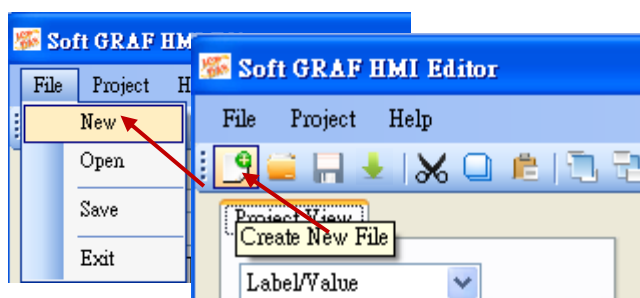 Soft GRAF HM
File Project H
New
Open
Save
Exit
Soft GRAF HMI Editor
File Project Help
Project View
Create New File
Label/Value